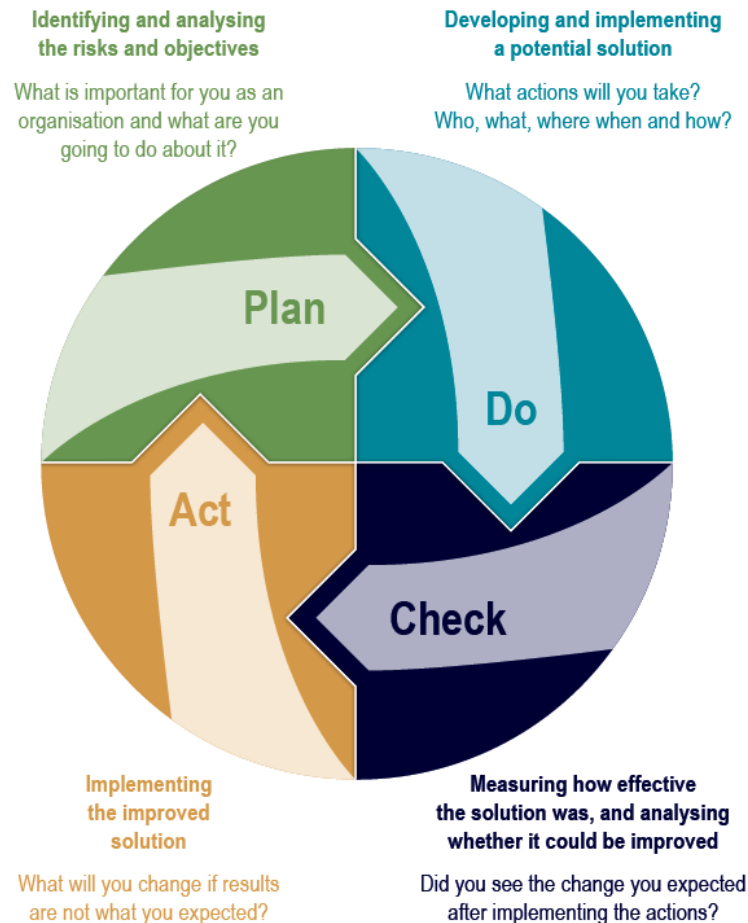 Identifying and analysing
the risks and objectives
What is important for you as an
organisation and what are you
going to do about it?
Developing and implementing
a potential solution
What actions will you take?
Who, what, where when and how?
Plan
Do
Act
Check
Implementing
the improved
solution
What will you change if results
are not what you expected?
Measuring how effective
the solution was, and analysing
whether it could be improved
Did you see the change you expected
after implementing the actions?